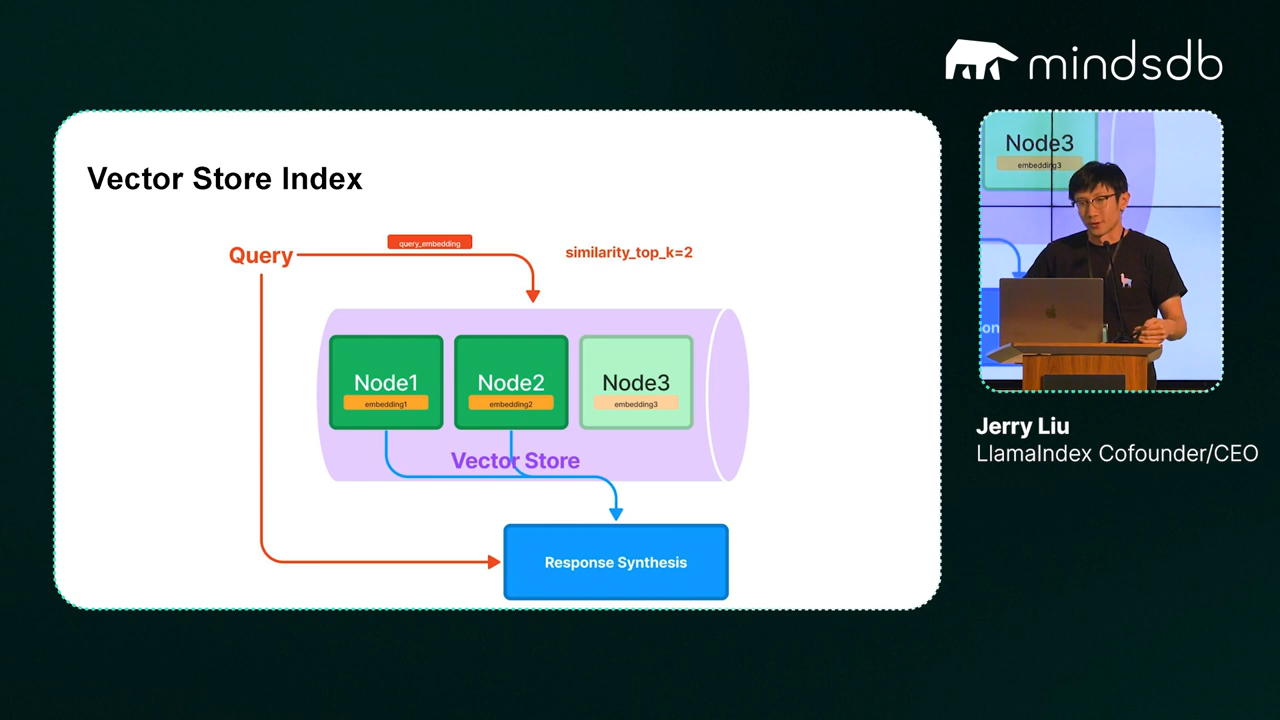 mindsdb
Vector Store Index
Query
query_embedding
similarity_top_k=2
Node1
embedding1
Node2
embedding2
Node3
embedding3
Vector Store
Response Synthesis
Node3
embedding3
on
Jerry Liu
LlamaIndex Cofounder/CEO